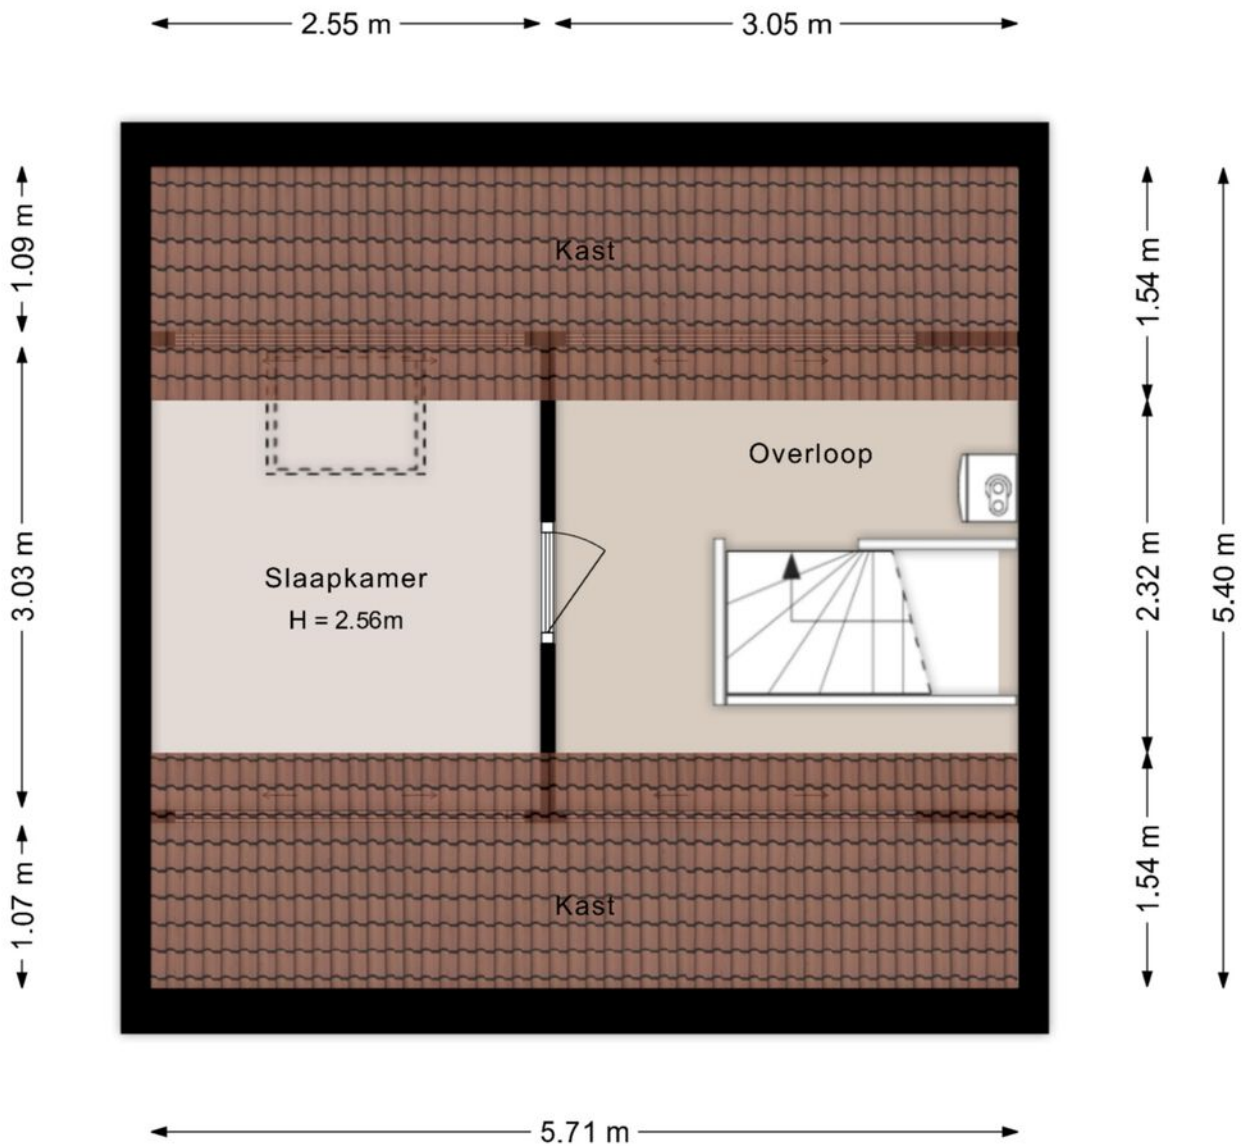 2.55 m
3.05 m
1.09 m
Kast
1.54 m
Overloop
3.03 m
Slaapkamer
H = 2.56m
2.32 m
5.40 m
1.07 m
Kast
1.54 m
5.71 m